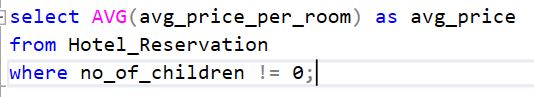 select AVG(avg_price_per_room) as avg_price
from Hotel_Reservation
where no_of_children != 0;